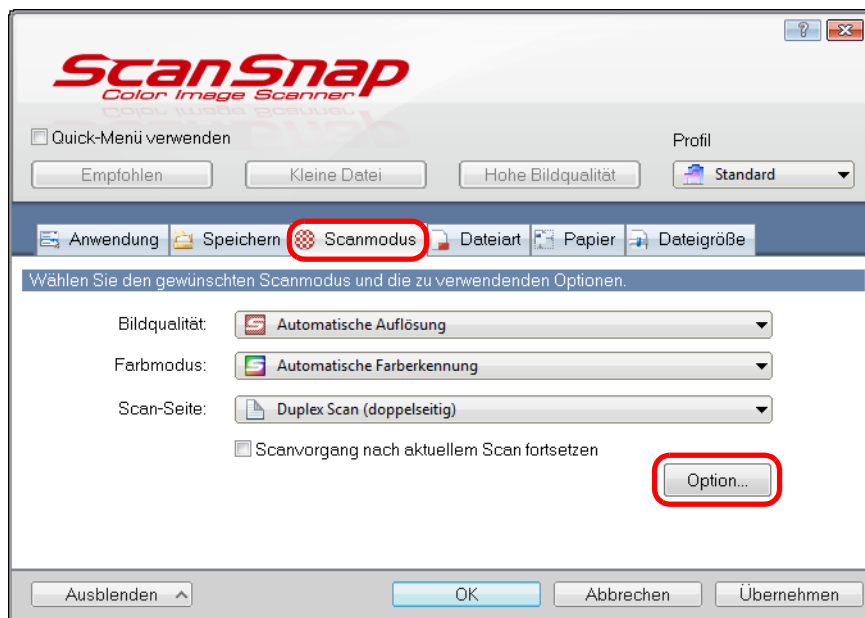 ScanSnap
Color Image Scanner
Quick-Menü verwenden
Profil
Empfohlen Kleine Datei Hohe Bildqualität Standard
Anwendung Speichern Scanmodus Dateiart Papier Dateigröße
Wählen Sie den gewünschten Scanmodus und die zu verwendenden Optionen.
Bildqualität: Automatische Auflösung
Farbmodus: Automatische Farberkennung
Scan-Seite: Duplex Scan (doppelseitig)
Scanvorgang nach aktuellem Scan fortsetzen
Option...
Ausblenden OK Abbrechen Übernehmen